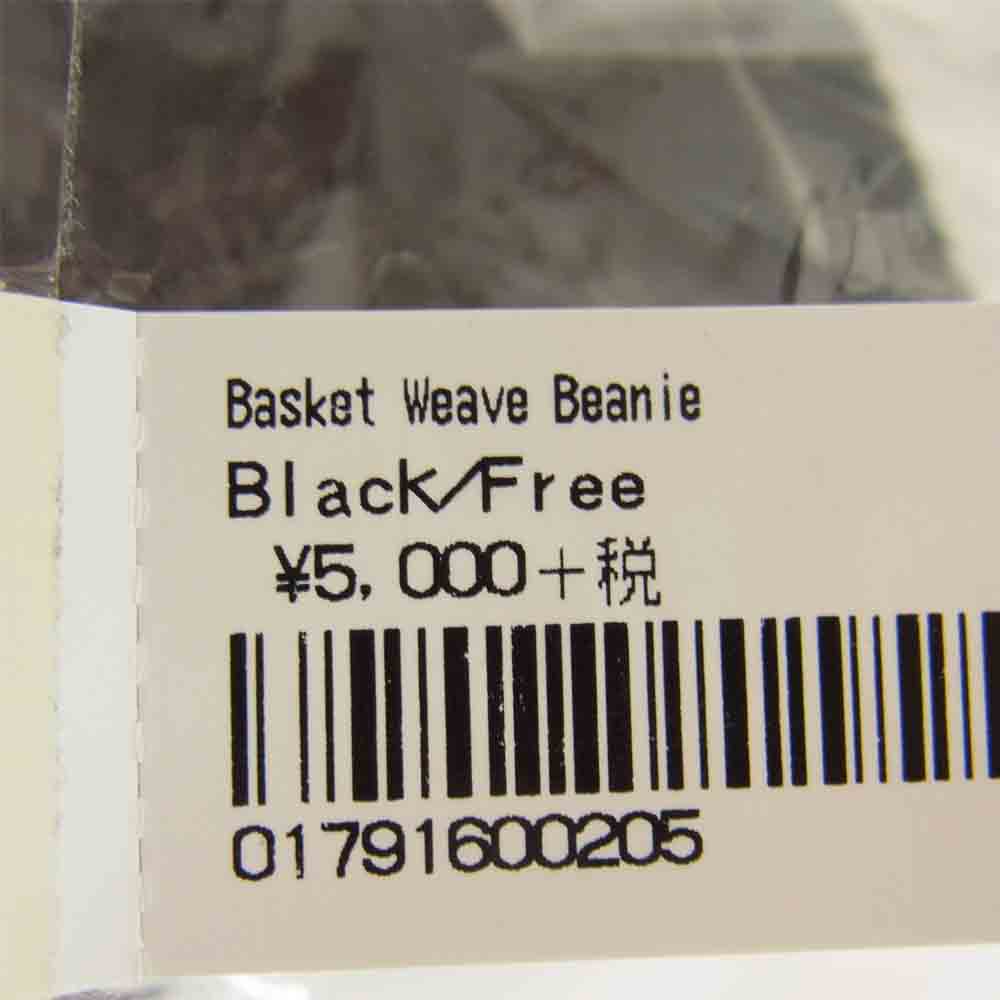 Basket Weave Beanie
Black/Free
¥5,000+税
01791600205